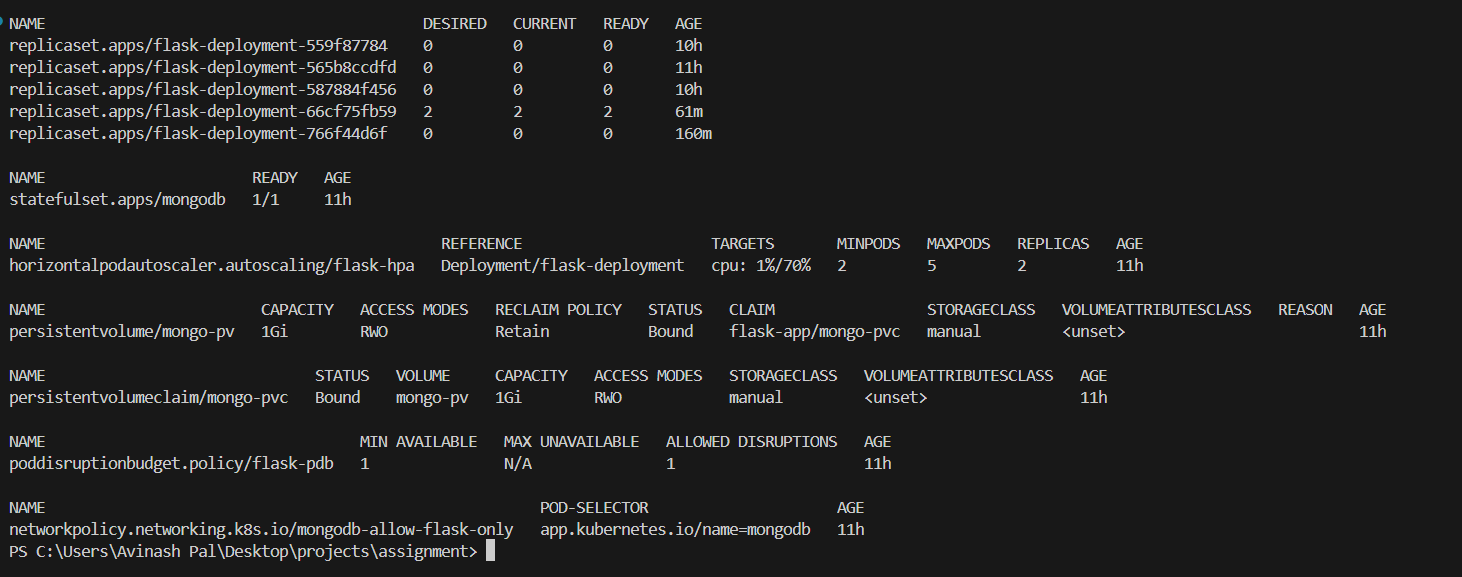 NAME DESIRED CURRENT READY AGE
replicaset.apps/flask-deployment-559f87784 0 0 0 10h
replicaset.apps/flask-deployment-565b8ccdfd 0 0 0 11h
replicaset.apps/flask-deployment-587884f456 0 0 0 10h
replicaset.apps/flask-deployment-66cf75fb59 2 2 2 61m
replicaset.apps/flask-deployment-766f44d6f 0 0 0 160m
NAME READY AGE
statefulset.apps/mongodb 1/1 11h
NAME REFERENCE TARGETS MINPODS MAXPODS REPLICAS AGE
horizontalpodautoscaler.autoscaling/flask-hpa Deployment/flask-deployment cpu: 1%/70% 2 5 2 11h
NAME CAPACITY ACCESS MODES RECLAIM POLICY STATUS CLAIM STORAGECLASS VOLUMEATTRIBUTESCLASS REASON AGE
persistentvolume/mongo-pv 1Gi RWO Retain Bound flask-app/mongo-pvc manual <unset> 11h
NAME STATUS VOLUME CAPACITY ACCESS MODES STORAGECLASS VOLUMEATTRIBUTESCLASS AGE
persistentvolumeclaim/mongo-pvc Bound mongo-pv 1Gi RWO manual <unset> 11h
NAME MIN AVAILABLE MAX UNAVAILABLE ALLOWED DISRUPTIONS AGE
poddisruptionbudget.policy/flask-pdb 1 N/A 1 11h
NAME POD-SELECTOR AGE
networkpolicy.networking.k8s.io/mongodb-allow-flask-only app.kubernetes.io/name=mongodb 11h
PS C:\Users\Avinash Pal\Desktop\projects\assignment>